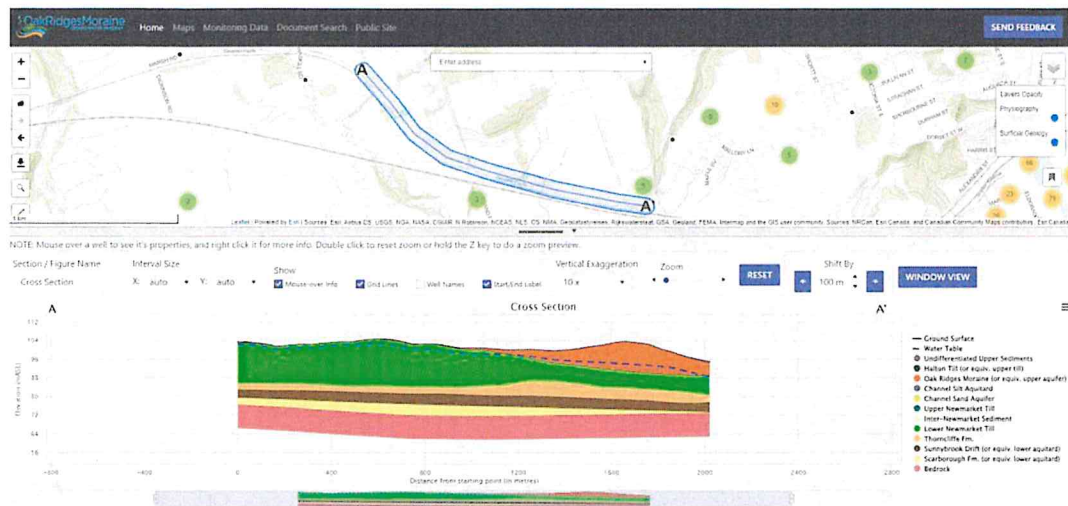 OakRidgesMoraine
Home Maps Monitoring Data Document Search Public Site
SEND FEEDBACK
Enter address
A
A'
Layers Opacity
Physiography
Surficial Geology
NOTE: Mouse over a well to see it's properties, and right click it for more info. Double click to reset zoom or hold the Z key to do a zoom preview.
Section / Figure Name
Cross Section
Interval Size
X: auto Y: auto
Show
Mouse-over Info Grid Lines Well Names Start/End Label
Vertical Exaggeration
10 x
Zoom
RESET
Shift By
100 m
WINDOW VIEW
Cross Section
A
A'
112
104
96
88
80
72
64
56
-800
-400
0
400
800
1200
1600
2000
2400
2800
Distance from starting point (in metres)
Ground Surface
Water Table
Undifferentiated Upper Sediments
Halton Till (or equiv. upper till)
Oak Ridges Moraine (or equiv. upper aquifer)
Channel Silt Aquitard
Channel Sand Aquifer
Upper Newmarket Till
Inter-Newmarket Sediment
Lower Newmarket Till
Thorncliffe Fm.
Sunnybrook Drift (or equiv. lower aquitard)
Scarborough Fm. (or equiv. lower aquitard)
Bedrock